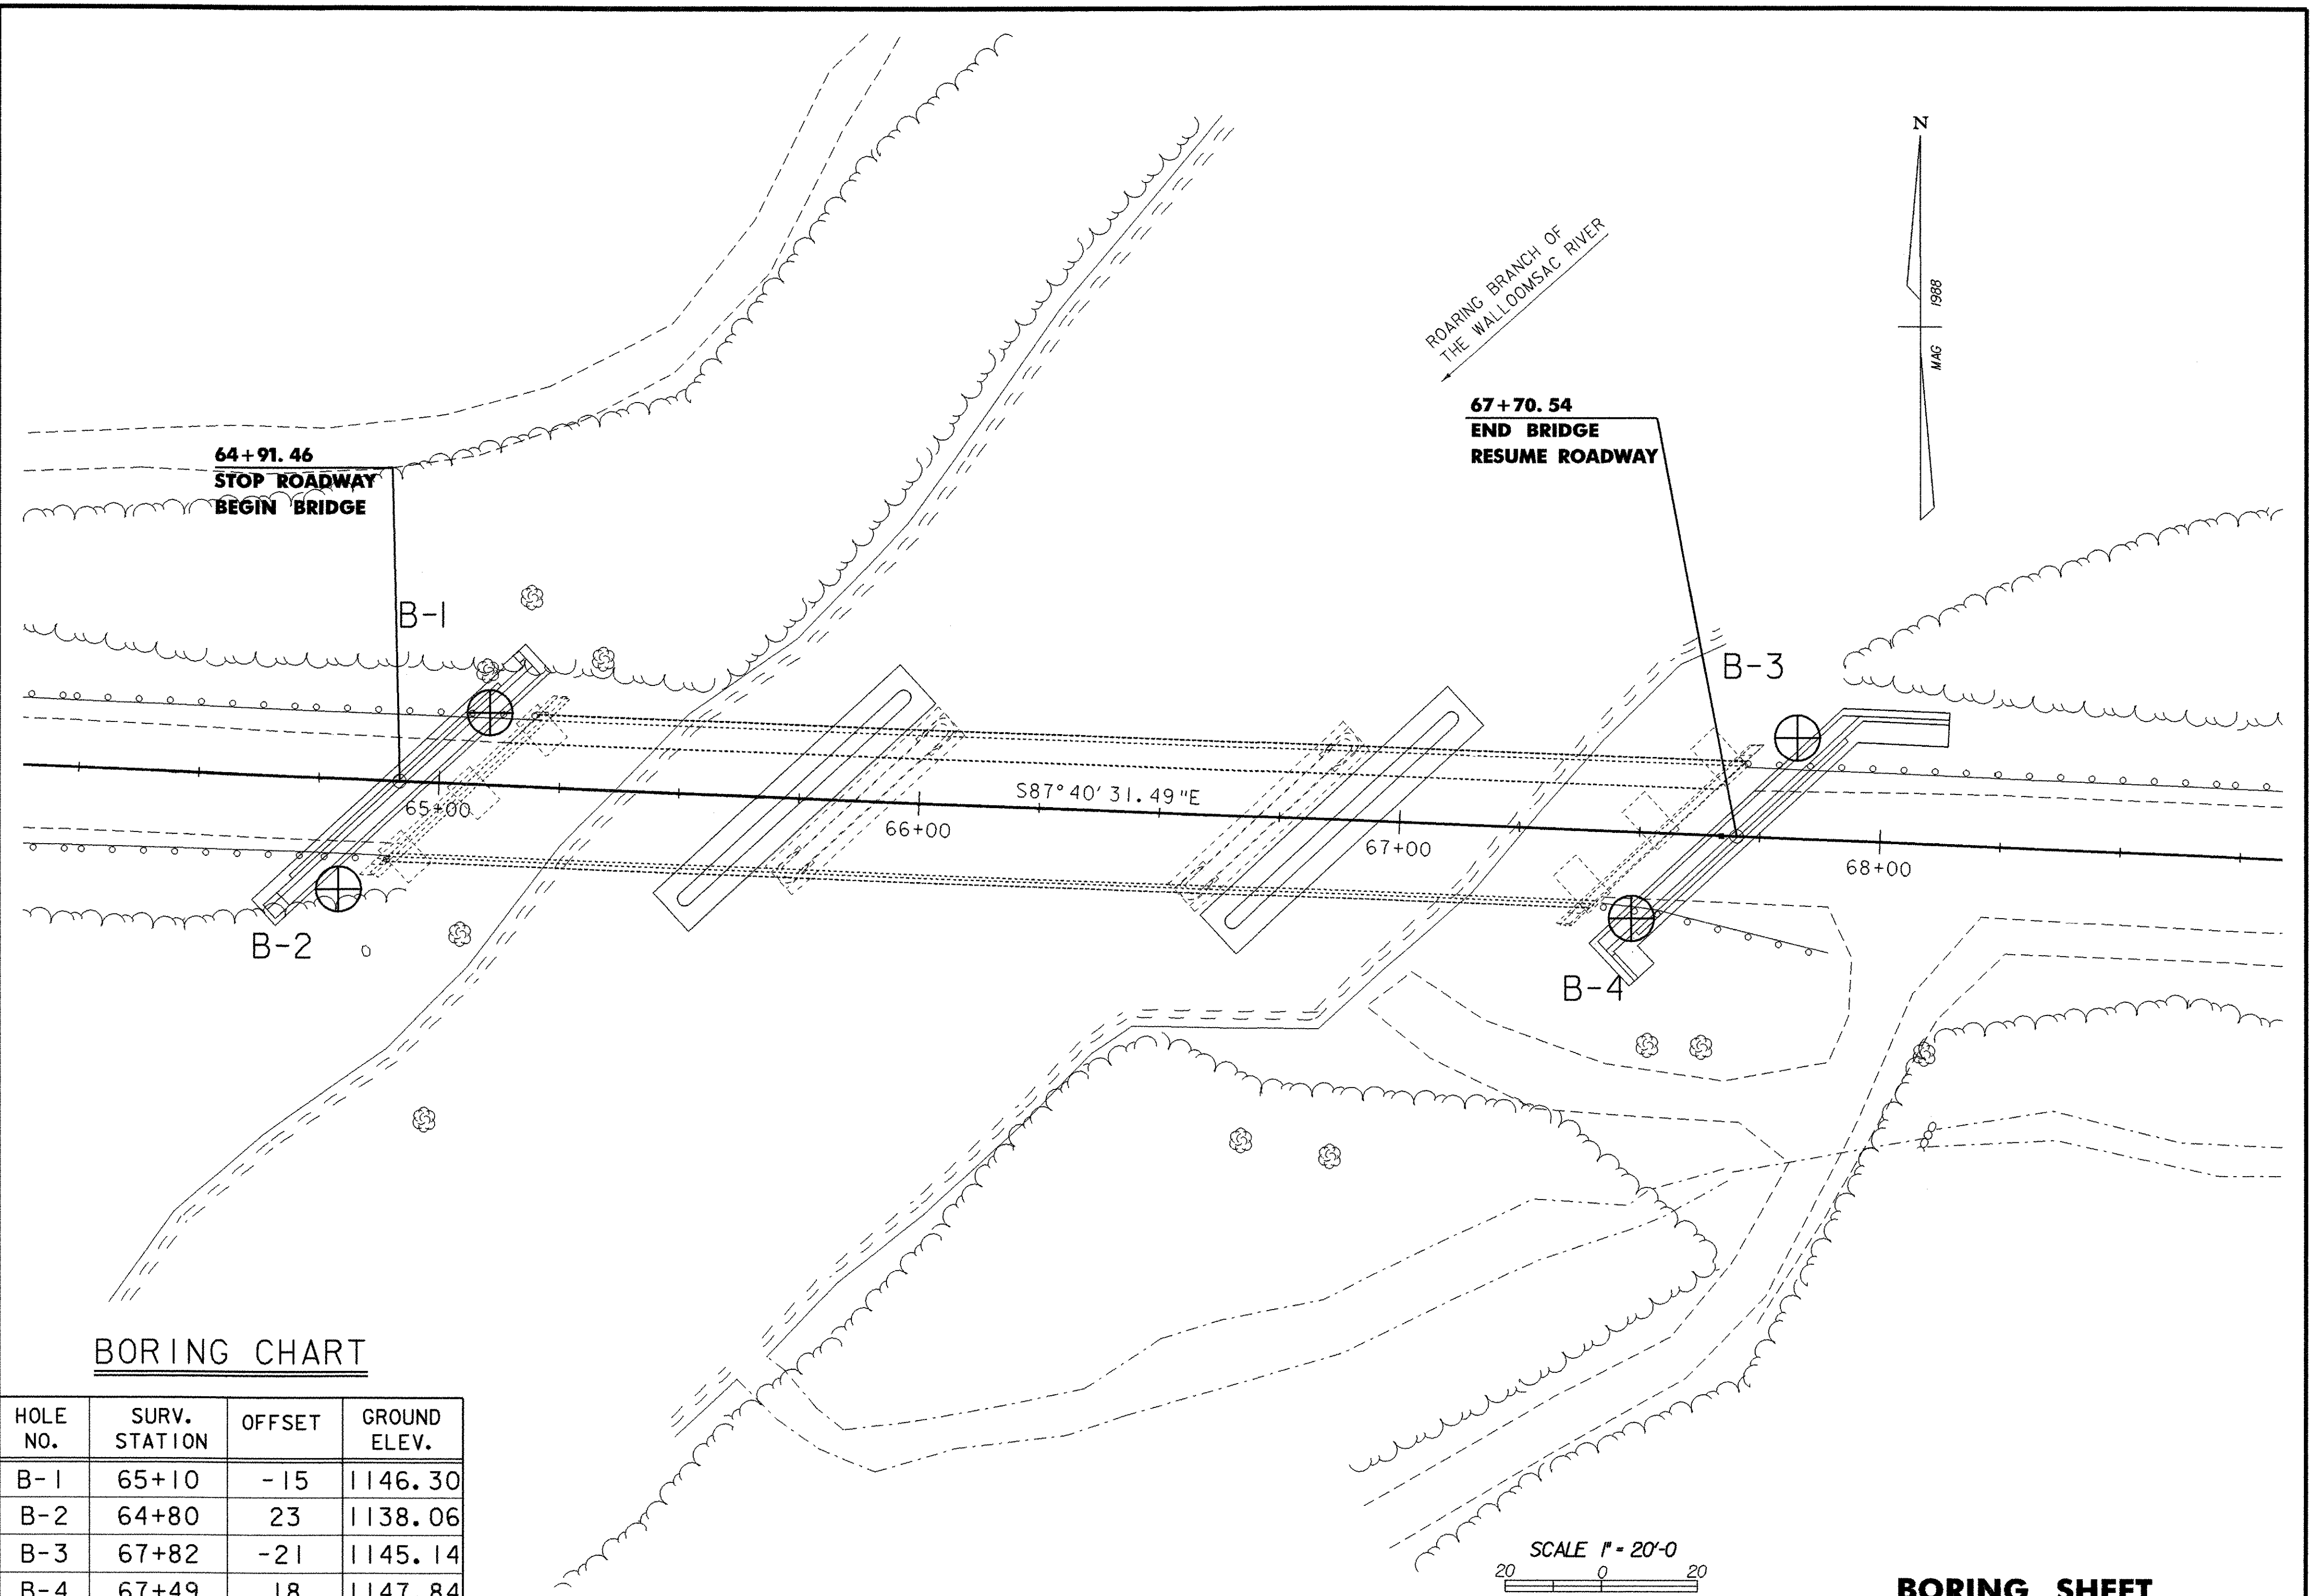 N
MAG 1988
ROARING BRANCH OF
THE WALLOOMSAC RIVER
67+70.54
END BRIDGE
RESUME ROADWAY
64+91.46
STOP ROADWAY
BEGIN BRIDGE
B-1
B-3
S87°40'31.49"E
65+00
66+00
67+00
68+00
B-2
B-4
BORING CHART
HOLE NO. SURV. STATION OFFSET GROUND ELEV.
B-1 65+10 -15 1146.30
B-2 64+80 23 1138.06
B-3 67+82 -21 1145.14
B-4 67+49 18 1147.84
SCALE 1" = 20'-0
20 0 20
BORING SHEET